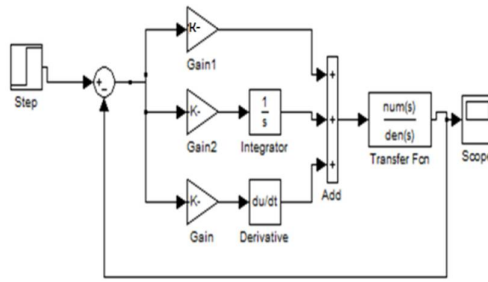 K-
Gain1
Step
+
-
K-
Gain2
1
s
Integrator
+
+
+
Add
num(s)
den(s)
Transfer Fcn
Scope
K-
Gain
du/dt
Derivative